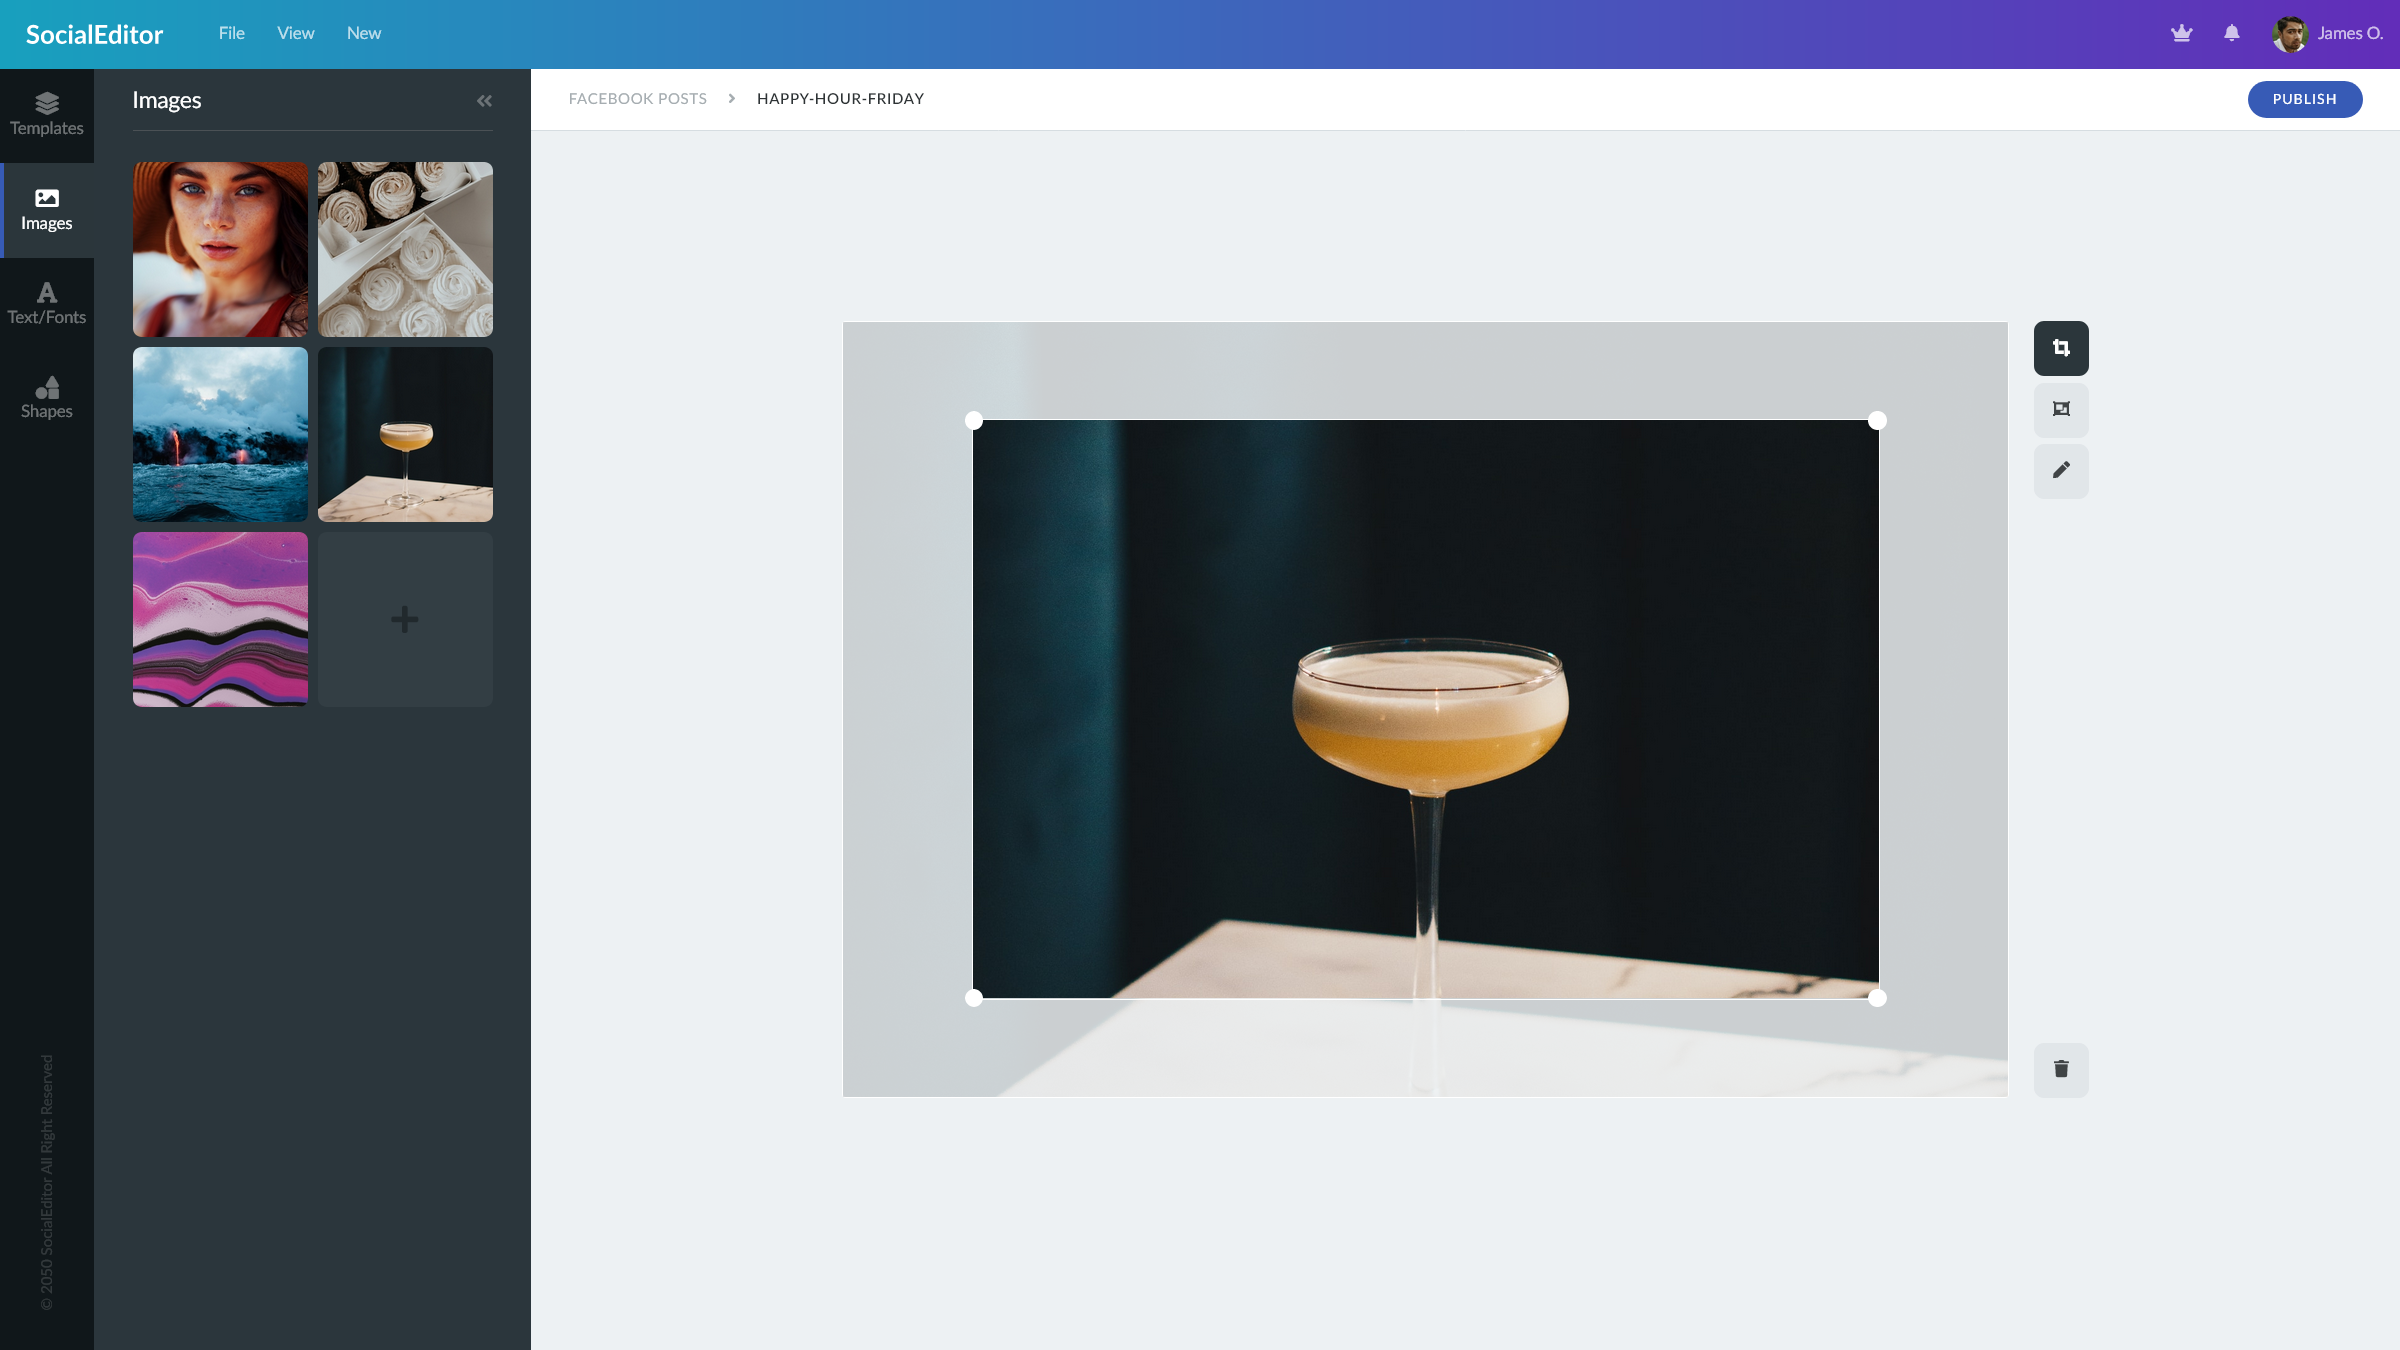 SocialEditor File View New James O.
Templates
Images
Text/Fonts
Shapes
© 2050 SocialEditor All Right Reserved
Images
FACEBOOK POSTS HAPPY-HOUR-FRIDAY PUBLISH